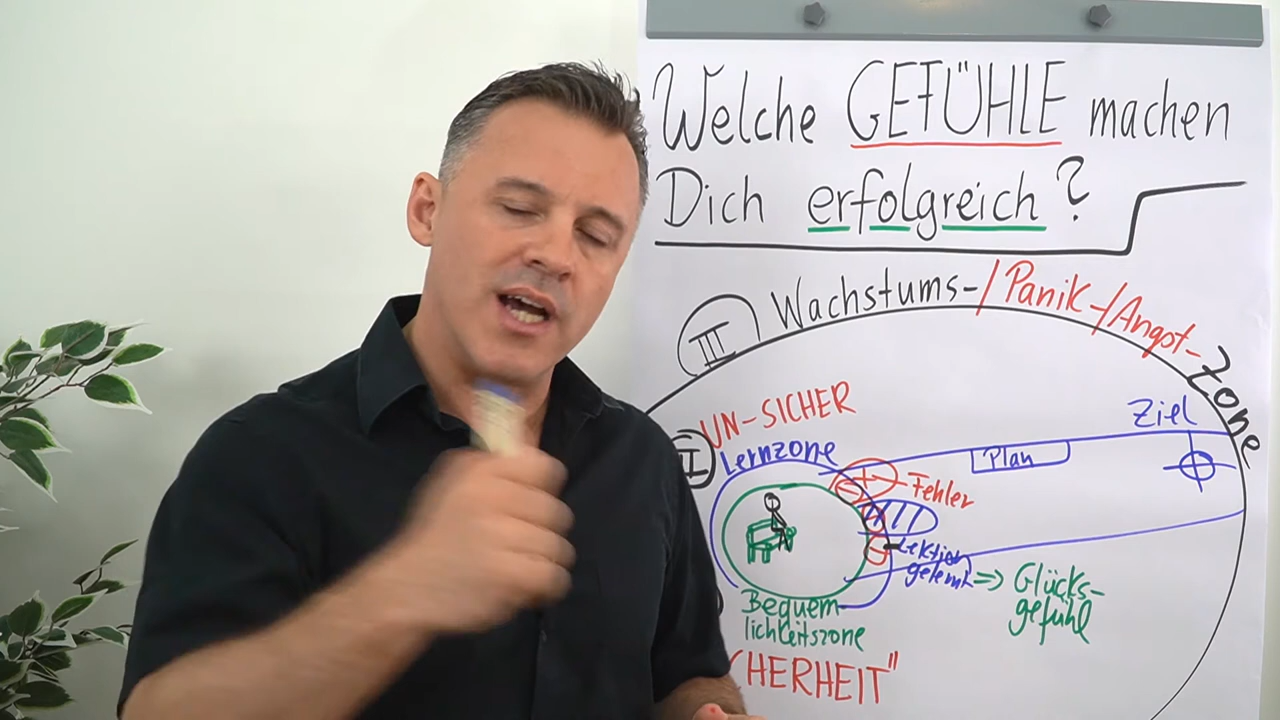 Welche GEFÜHLE machen
Dich erfolgreich?
III Wachstums-/Panik-/Angst-
Zone
UN-SICHER
Lernzone
Ziel
Plan
Fehler
Lektion
gelernt => Glücks-
gefühl
Bequem-
lichkeitszone
HERHEIT"